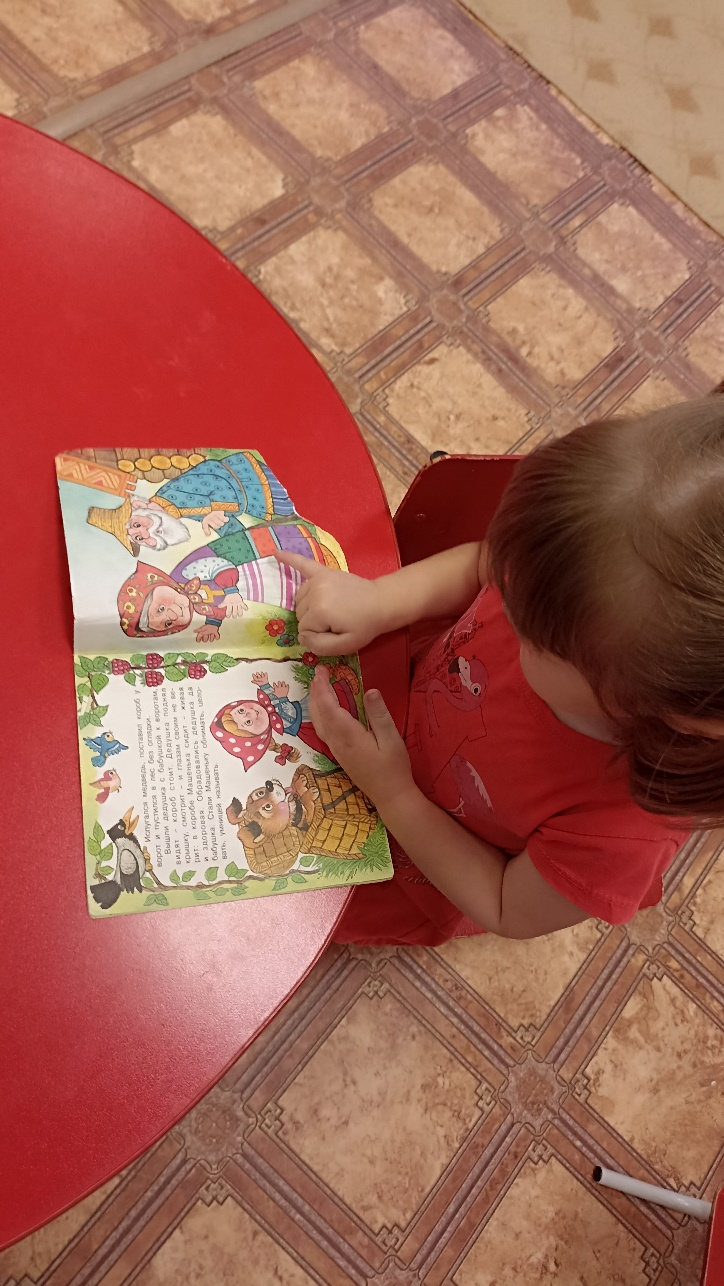 Испугался медведь, поставил короб у
ворот и пустился в лес без оглядки.
Вышли дедушка с бабушкой к воротам,
видят – короб стоит. Дедушка поднял
крышку, смотрит – и глазам своим не ве-
рит: в коробе Машенька сидит – живая
и здоровая. Обрадовались дедушка да
бабушка. Стали Машеньку обнимать, цело-
вать, умницей называть.